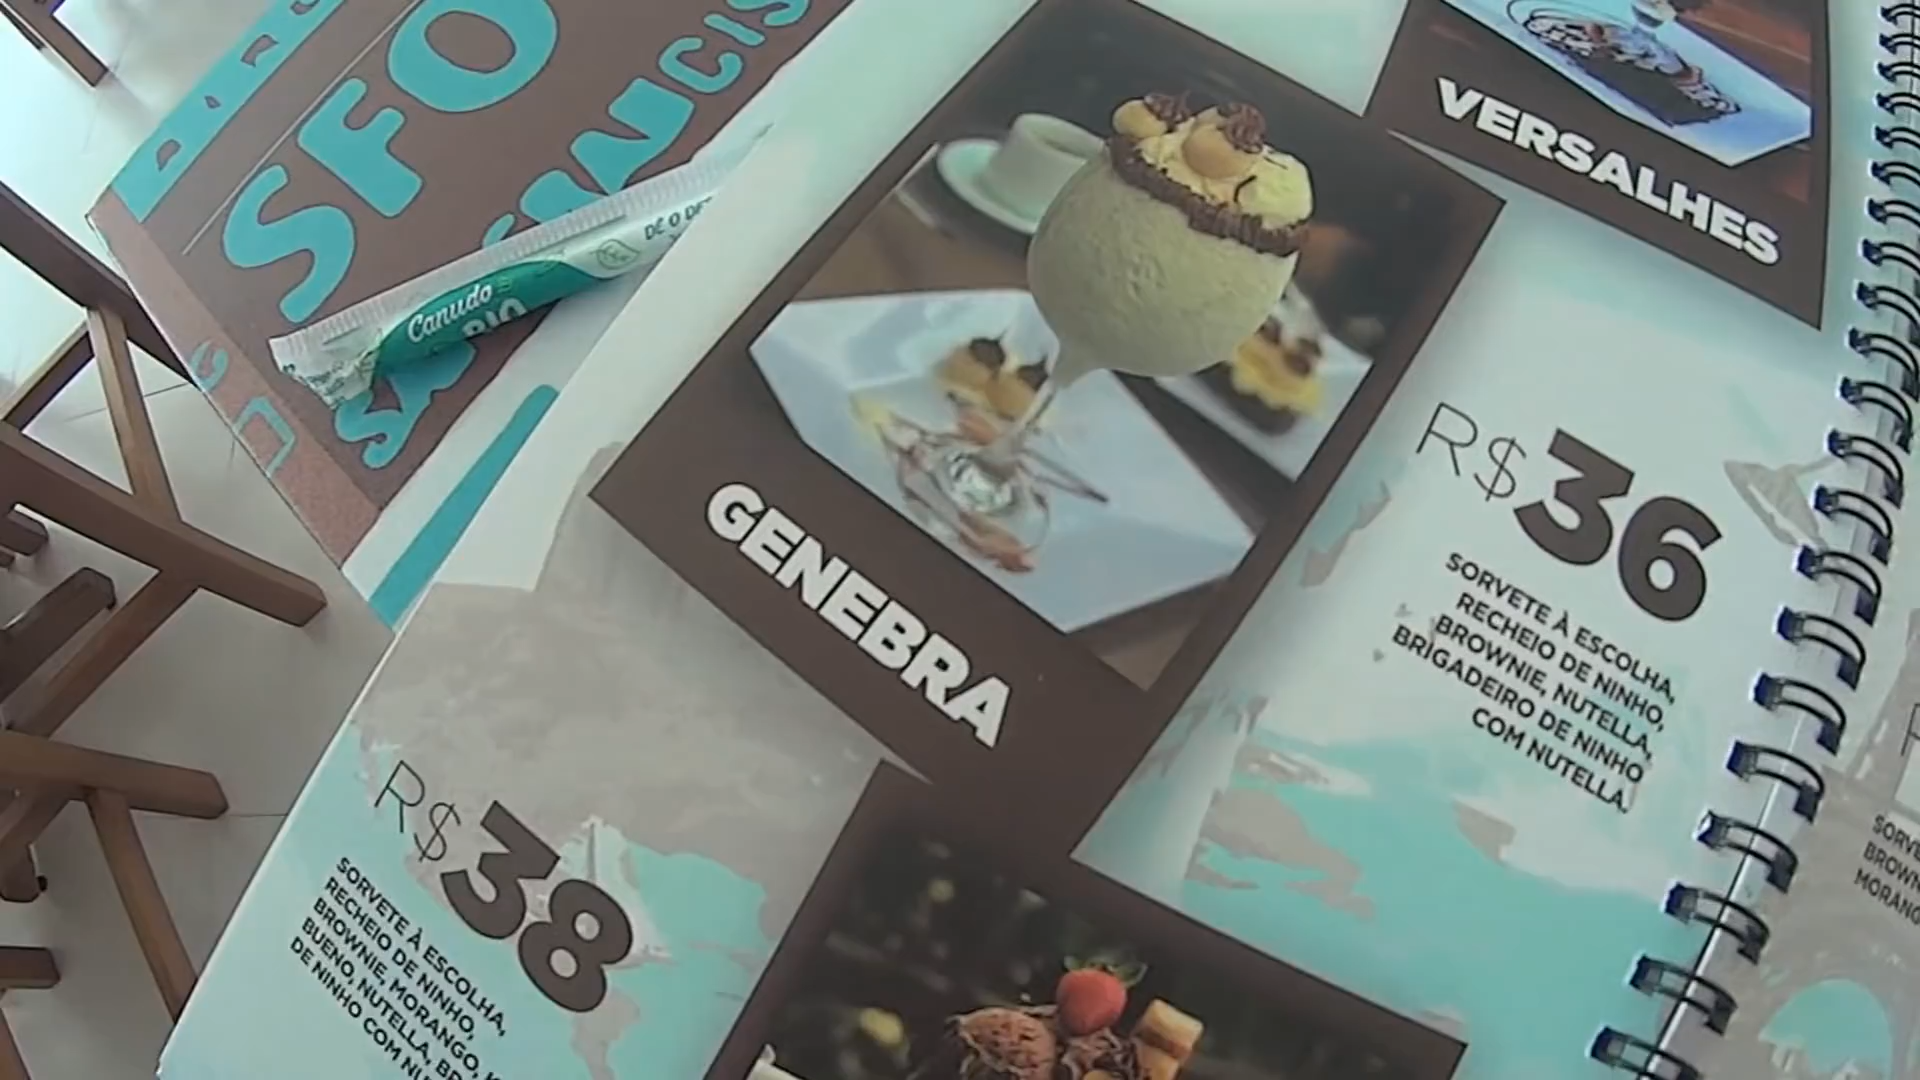 SFO
Canudo
BIO
DÊ O
VERSALHES
GENEBRA
R$36
SORVETE À ESCOLHA,
RECHEIO DE NINHO,
BROWNIE, NUTELLA,
BRIGADEIRO DE NINHO
COM NUTELLA.
R$38
SORVETE À ESCOLHA,
RECHEIO DE NINHO,
BROWNIE, MORANGO,
BUENO, NUTELLA,
DE NINHO COM